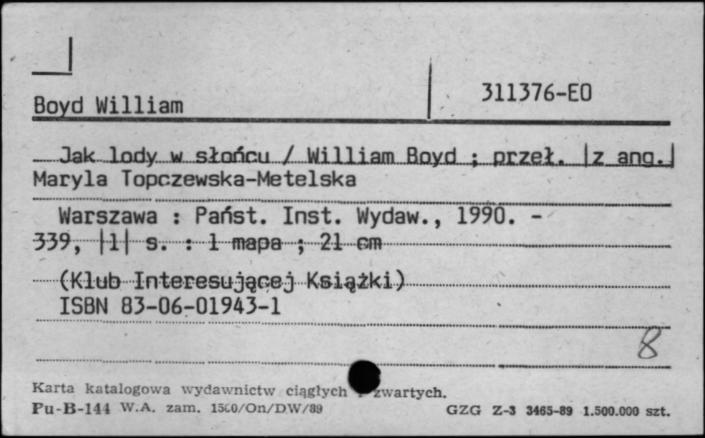 Boyd William
311376-EO
Jak lody w słońcu / William Boyd ; przeł. |z ang.|
Maryla Topczewska-Metelska
Warszawa : Państ. Inst. Wydaw., 1990. -
339, |1| s. : 1 mapa ; 21 cm
(Klub Interesującej Książki)
ISBN 83-06-01943-1
8
Karta katalogowa wydawnictw ciągłych i zwartych.
Pu-B-144 W.A. zam. 1500/On/DW/89
GZG Z-3 3465-89 1.500.000 szt.